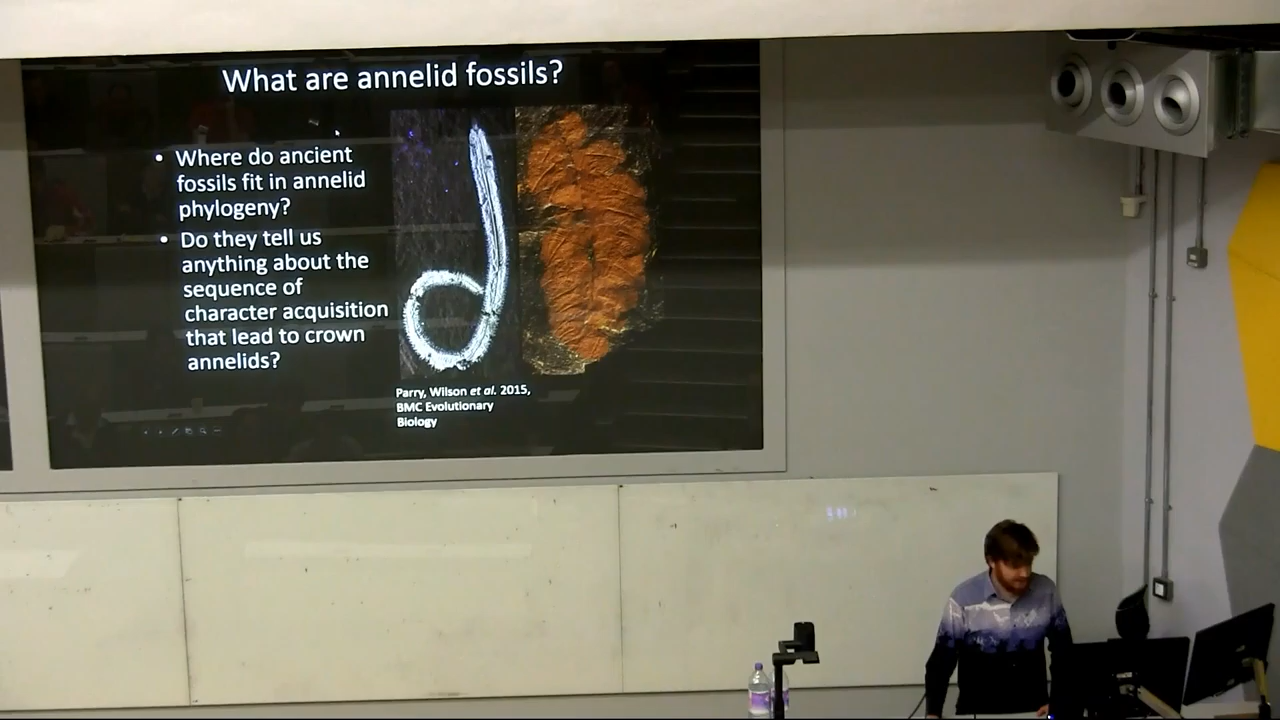 What are annelid fossils?
• Where do ancient
fossils fit in annelid
phylogeny?
• Do they tell us
anything about the
sequence of
character acquisition
that lead to crown
annelids?
Parry, Wilson et al. 2015,
BMC Evolutionary
Biology